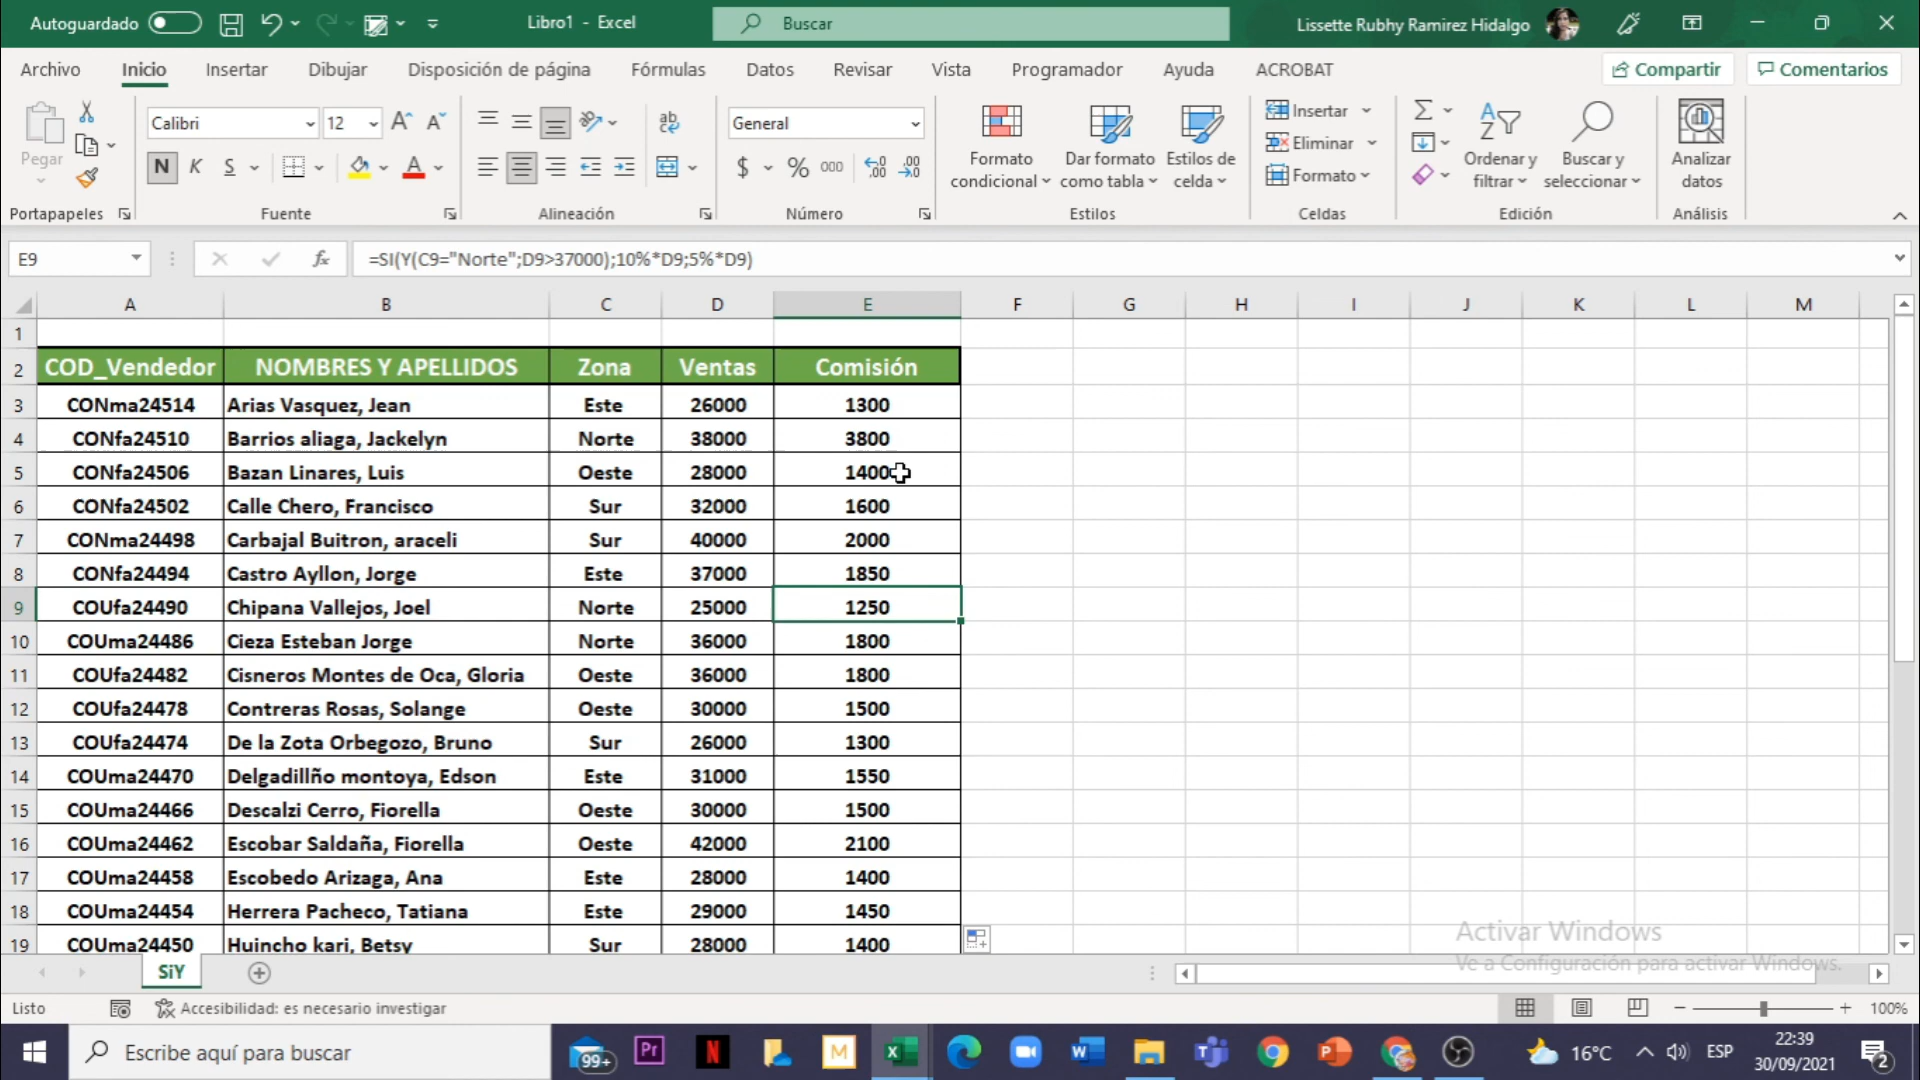 Autoguardado
Libro1 - Excel
Buscar
Lissette Rubhy Ramirez Hidalgo
Archivo Inicio Insertar Dibujar Disposición de página Fórmulas Datos Revisar Vista Programador Ayuda ACROBAT
Compartir Comentarios
Pegar
Portapapeles
Calibri 12
N K S
Fuente
ab
Alineación
General
$ % 000
Número
Formato condicional
Dar formato como tabla
Estilos de celda
Estilos
Insertar
Eliminar
Formato
Celdas
Ordenar y filtrar
Buscar y seleccionar
Edición
Analizar datos
Análisis
E9 fx =SI(Y(C9="Norte";D9>37000);10%*D9;5%*D9)
A B C D E F G H I J K L M
1
2 COD_Vendedor NOMBRES Y APELLIDOS Zona Ventas Comisión
3 CONma24514 Arias Vasquez, Jean Este 26000 1300
4 CONfa24510 Barrios aliaga, Jackelyn Norte 38000 3800
5 CONfa24506 Bazan Linares, Luis Oeste 28000 1400
6 CONfa24502 Calle Chero, Francisco Sur 32000 1600
7 CONma24498 Carbajal Buitron, araceli Sur 40000 2000
8 CONfa24494 Castro Ayllon, Jorge Este 37000 1850
9 COUfa24490 Chipana Vallejos, Joel Norte 25000 1250
10 COUma24486 Cieza Esteban Jorge Norte 36000 1800
11 COUfa24482 Cisneros Montes de Oca, Gloria Oeste 36000 1800
12 COUfa24478 Contreras Rosas, Solange Oeste 30000 1500
13 COUfa24474 De la Zota Orbegozo, Bruno Sur 26000 1300
14 COUma24470 Delgadillño montoya, Edson Este 31000 1550
15 COUma24466 Descalzi Cerro, Fiorella Oeste 30000 1500
16 COUma24462 Escobar Saldaña, Fiorella Oeste 42000 2100
17 COUma24458 Escobedo Arizaga, Ana Este 28000 1400
18 COUma24454 Herrera Pacheco, Tatiana Este 29000 1450
19 COUma24450 Huincho kari, Betsy Sur 28000 1400
Activar Windows
Ve a Configuración para activar Windows.
SiY
Listo Accesibilidad: es necesario investigar 100%
Escribe aquí para buscar
99+
Pr
N
M
16°C ESP
22:39
30/09/2021
2